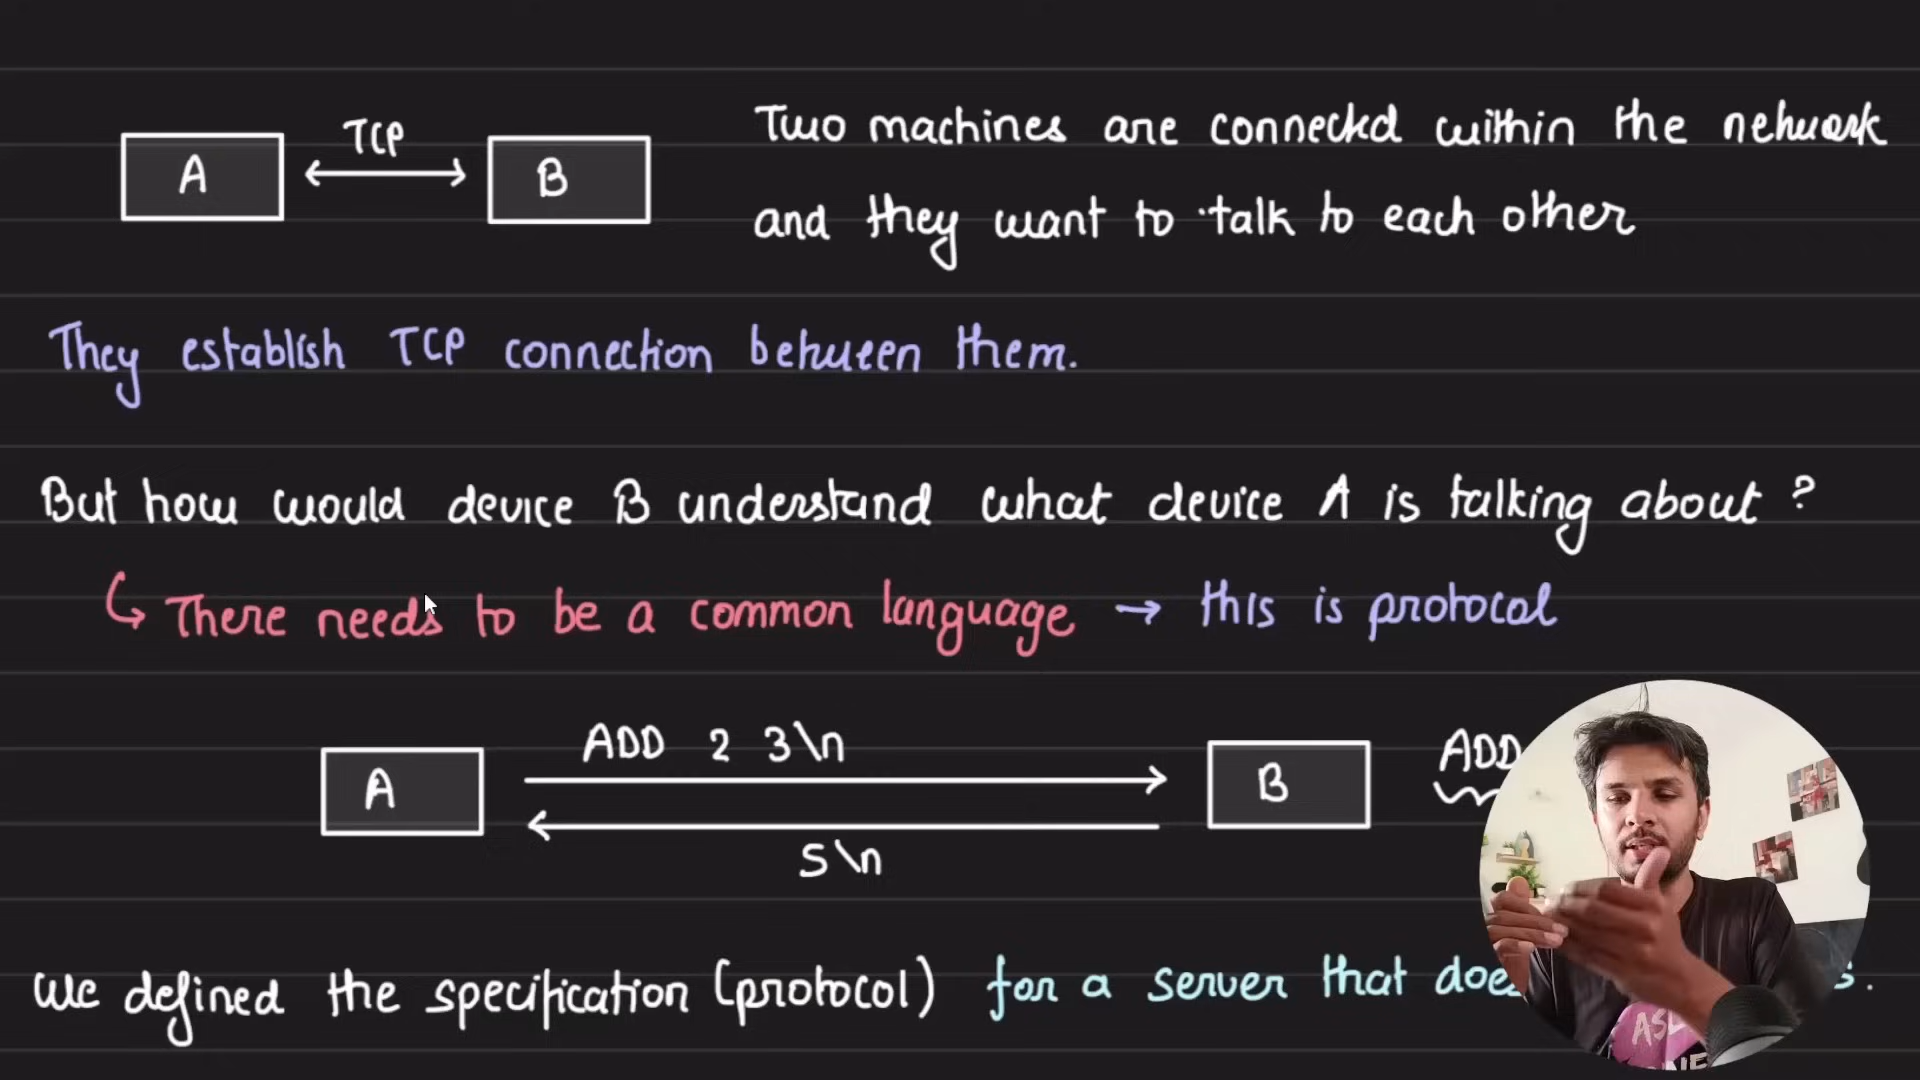 A TCP B
Two machines are connected within the network
and they want to talk to each other
They establish TCP connection between them.
But how would device B understand what device A is talking about ?
There needs to be a common language → this is protocol
ADD 2 3\n
A B ADD
5\n
We defined the specification (protocol) for a server that